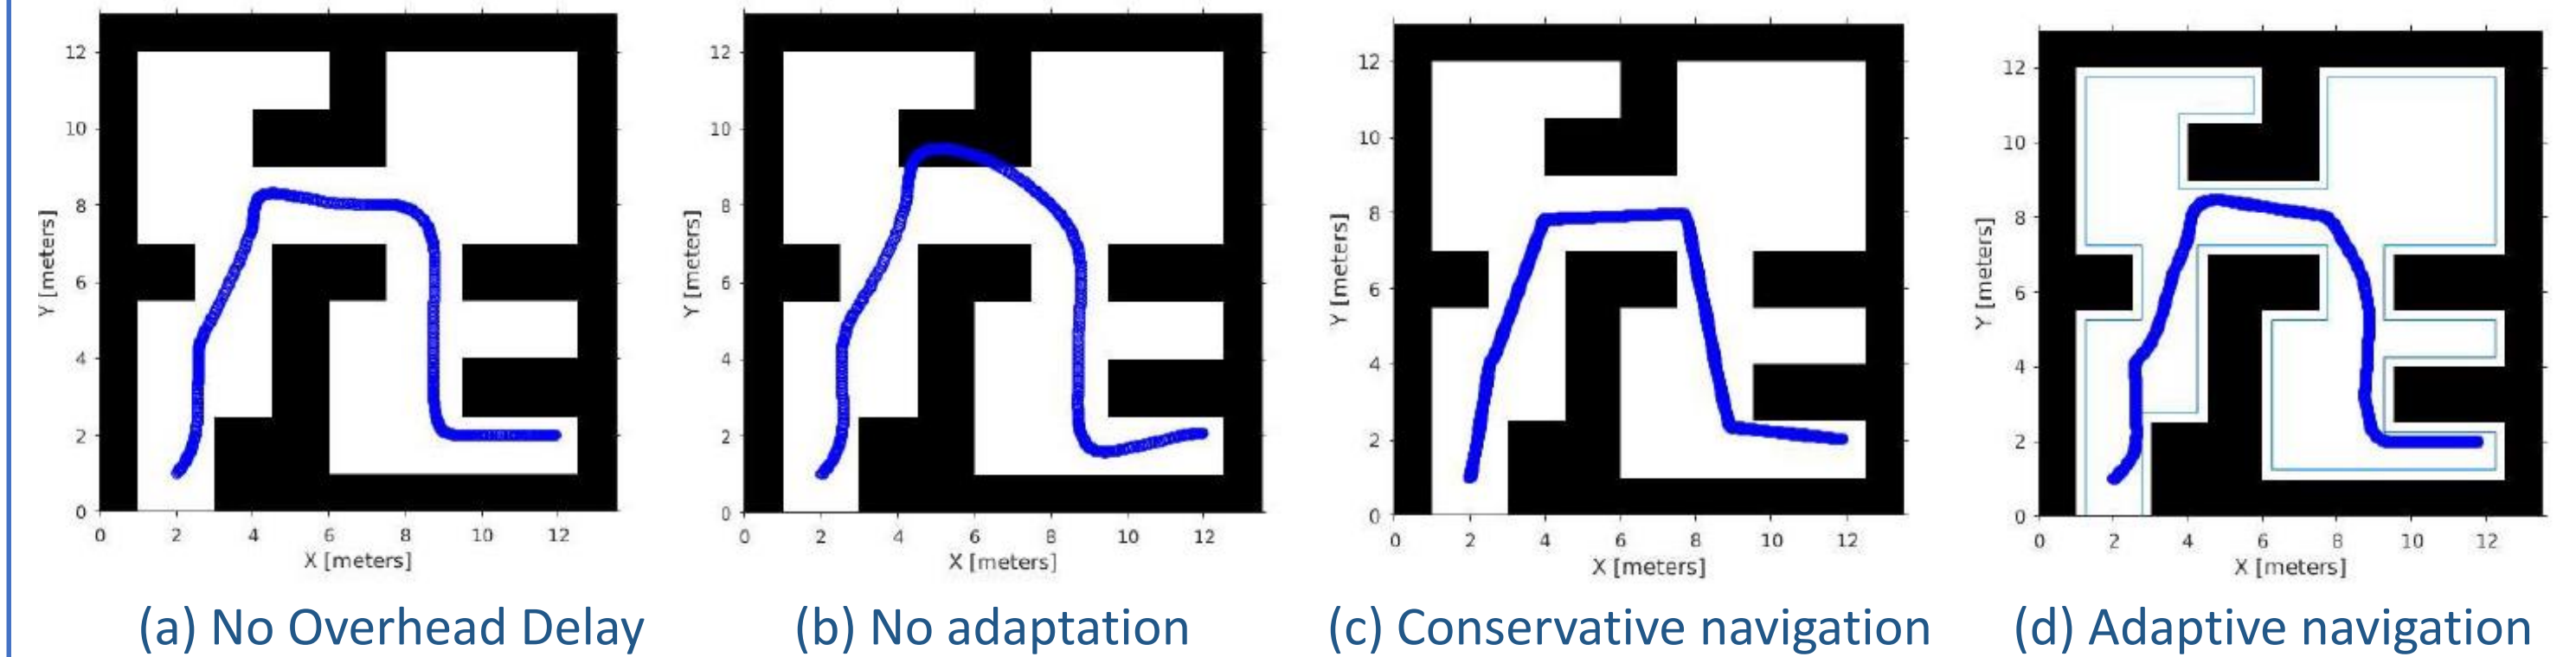 12
10
8
6
4
2
0
Y [meters]
0 2 4 6 8 10 12
X [meters]
(a) No Overhead Delay
12
10
8
6
4
2
0
Y [meters]
0 2 4 6 8 10 12
X [meters]
(b) No adaptation
12
10
8
6
4
2
0
Y [meters]
0 2 4 6 8 10 12
X [meters]
(c) Conservative navigation
12
10
8
6
4
2
0
Y [meters]
0 2 4 6 8 10 12
X [meters]
(d) Adaptive navigation